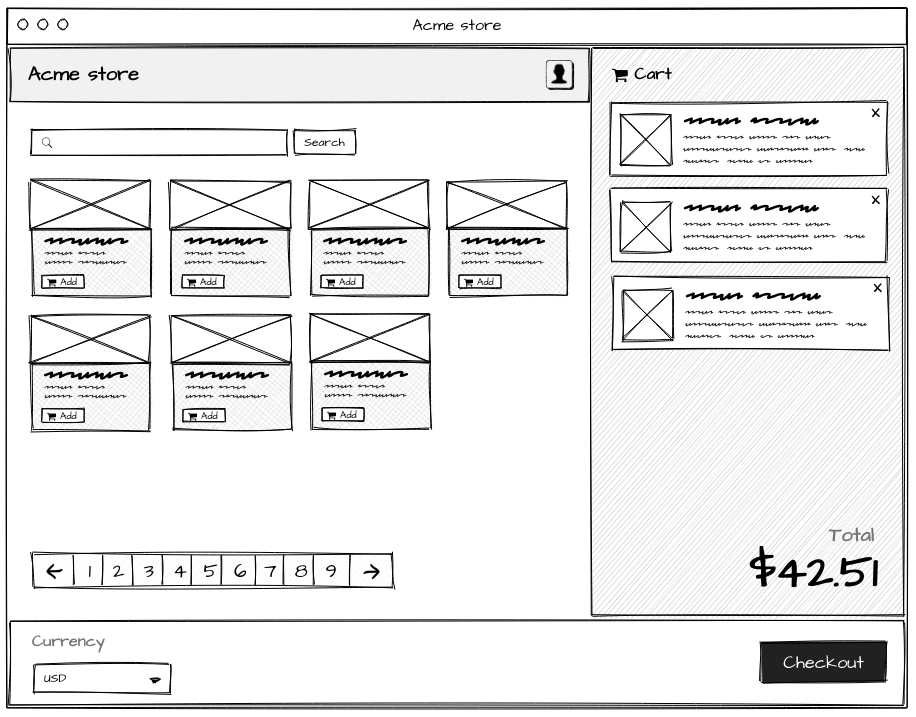 Acme store
Acme store
Search
Add
Add
Add
Add
Add
Add
Add
1 2 3 4 5 6 7 8 9
Cart
X
X
X
Total
$42.51
Currency
USD
Checkout